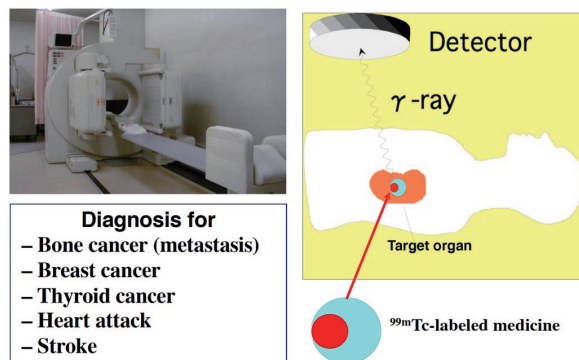 Detector
γ-ray
Target organ
⁹⁹ᵐTc-labeled medicine
Diagnosis for
– Bone cancer (metastasis)
– Breast cancer
– Thyroid cancer
– Heart attack
– Stroke